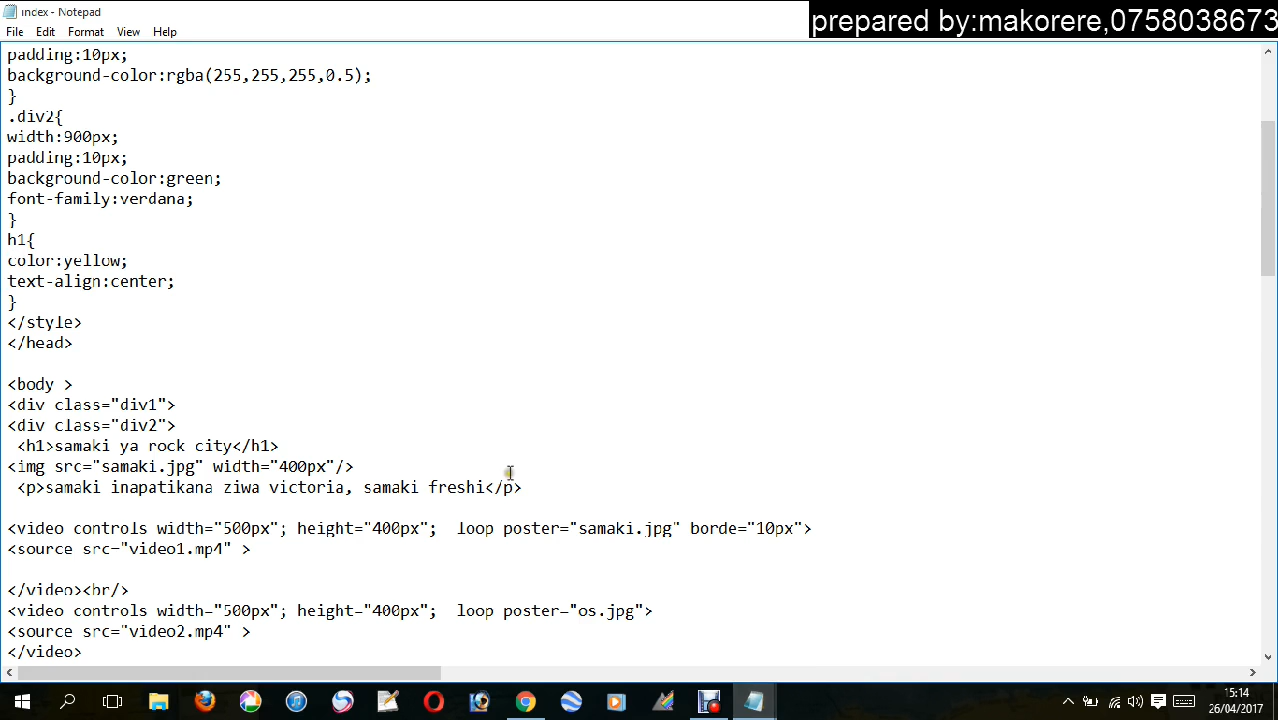 index - Notepad
prepared by:makorere,0758038673
File Edit Format View Help
padding:10px;
background-color:rgba(255,255,255,0.5);
}
.div2{
width:900px;
padding:10px;
background-color:green;
font-family:verdana;
}
h1{
color:yellow;
text-align:center;
}
</style>
</head>
<body >
<div class="div1">
<div class="div2">
<h1>samaki ya rock city</h1>
<img src="samaki.jpg" width="400px"/>
<p>samaki inapatikana ziwa victoria, samaki freshi</p>
<video controls width="500px"; height="400px";  loop poster="samaki.jpg" borde="10px">
<source src="video1.mp4" >
</video><br/>
<video controls width="500px"; height="400px";  loop poster="os.jpg">
<source src="video2.mp4" >
</video>
15:14
26/04/2017